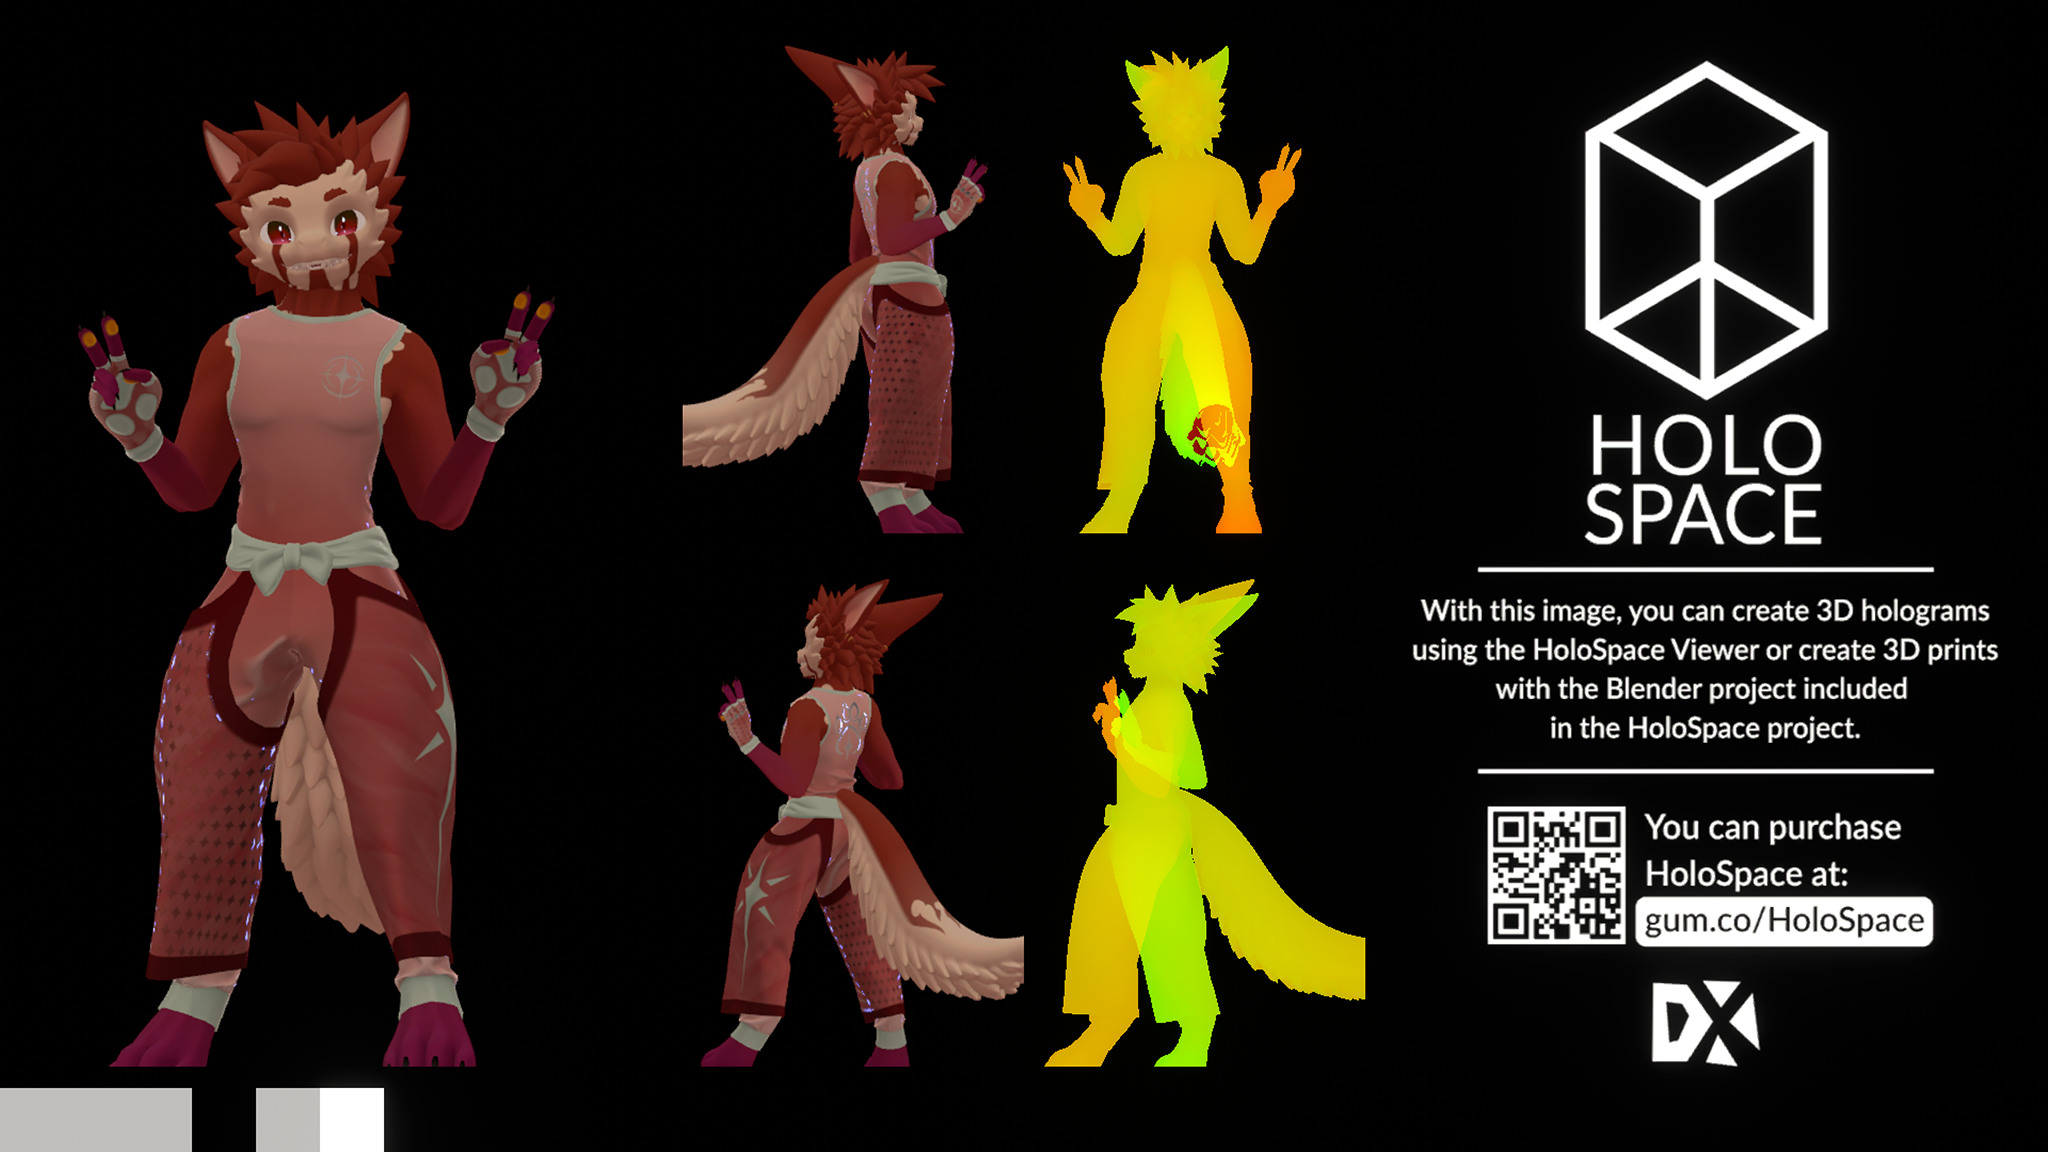 HOLO
SPACE
With this image, you can create 3D holograms
using the HoloSpace Viewer or create 3D prints
with the Blender project included
in the HoloSpace project.
You can purchase
HoloSpace at:
gum.co/HoloSpace
DX